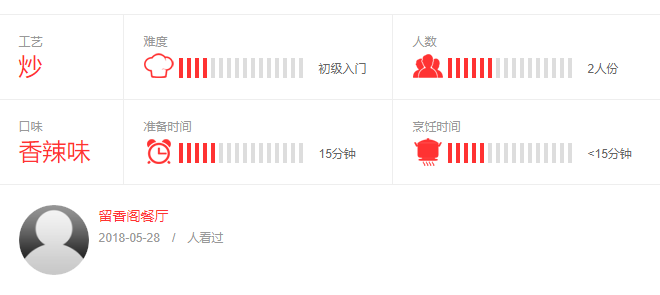 工艺
炒
难度
初级入门
人数
2人份
口味
香辣味
准备时间
15分钟
烹饪时间
<15分钟
留香阁餐厅
2018-05-28 / 人看过